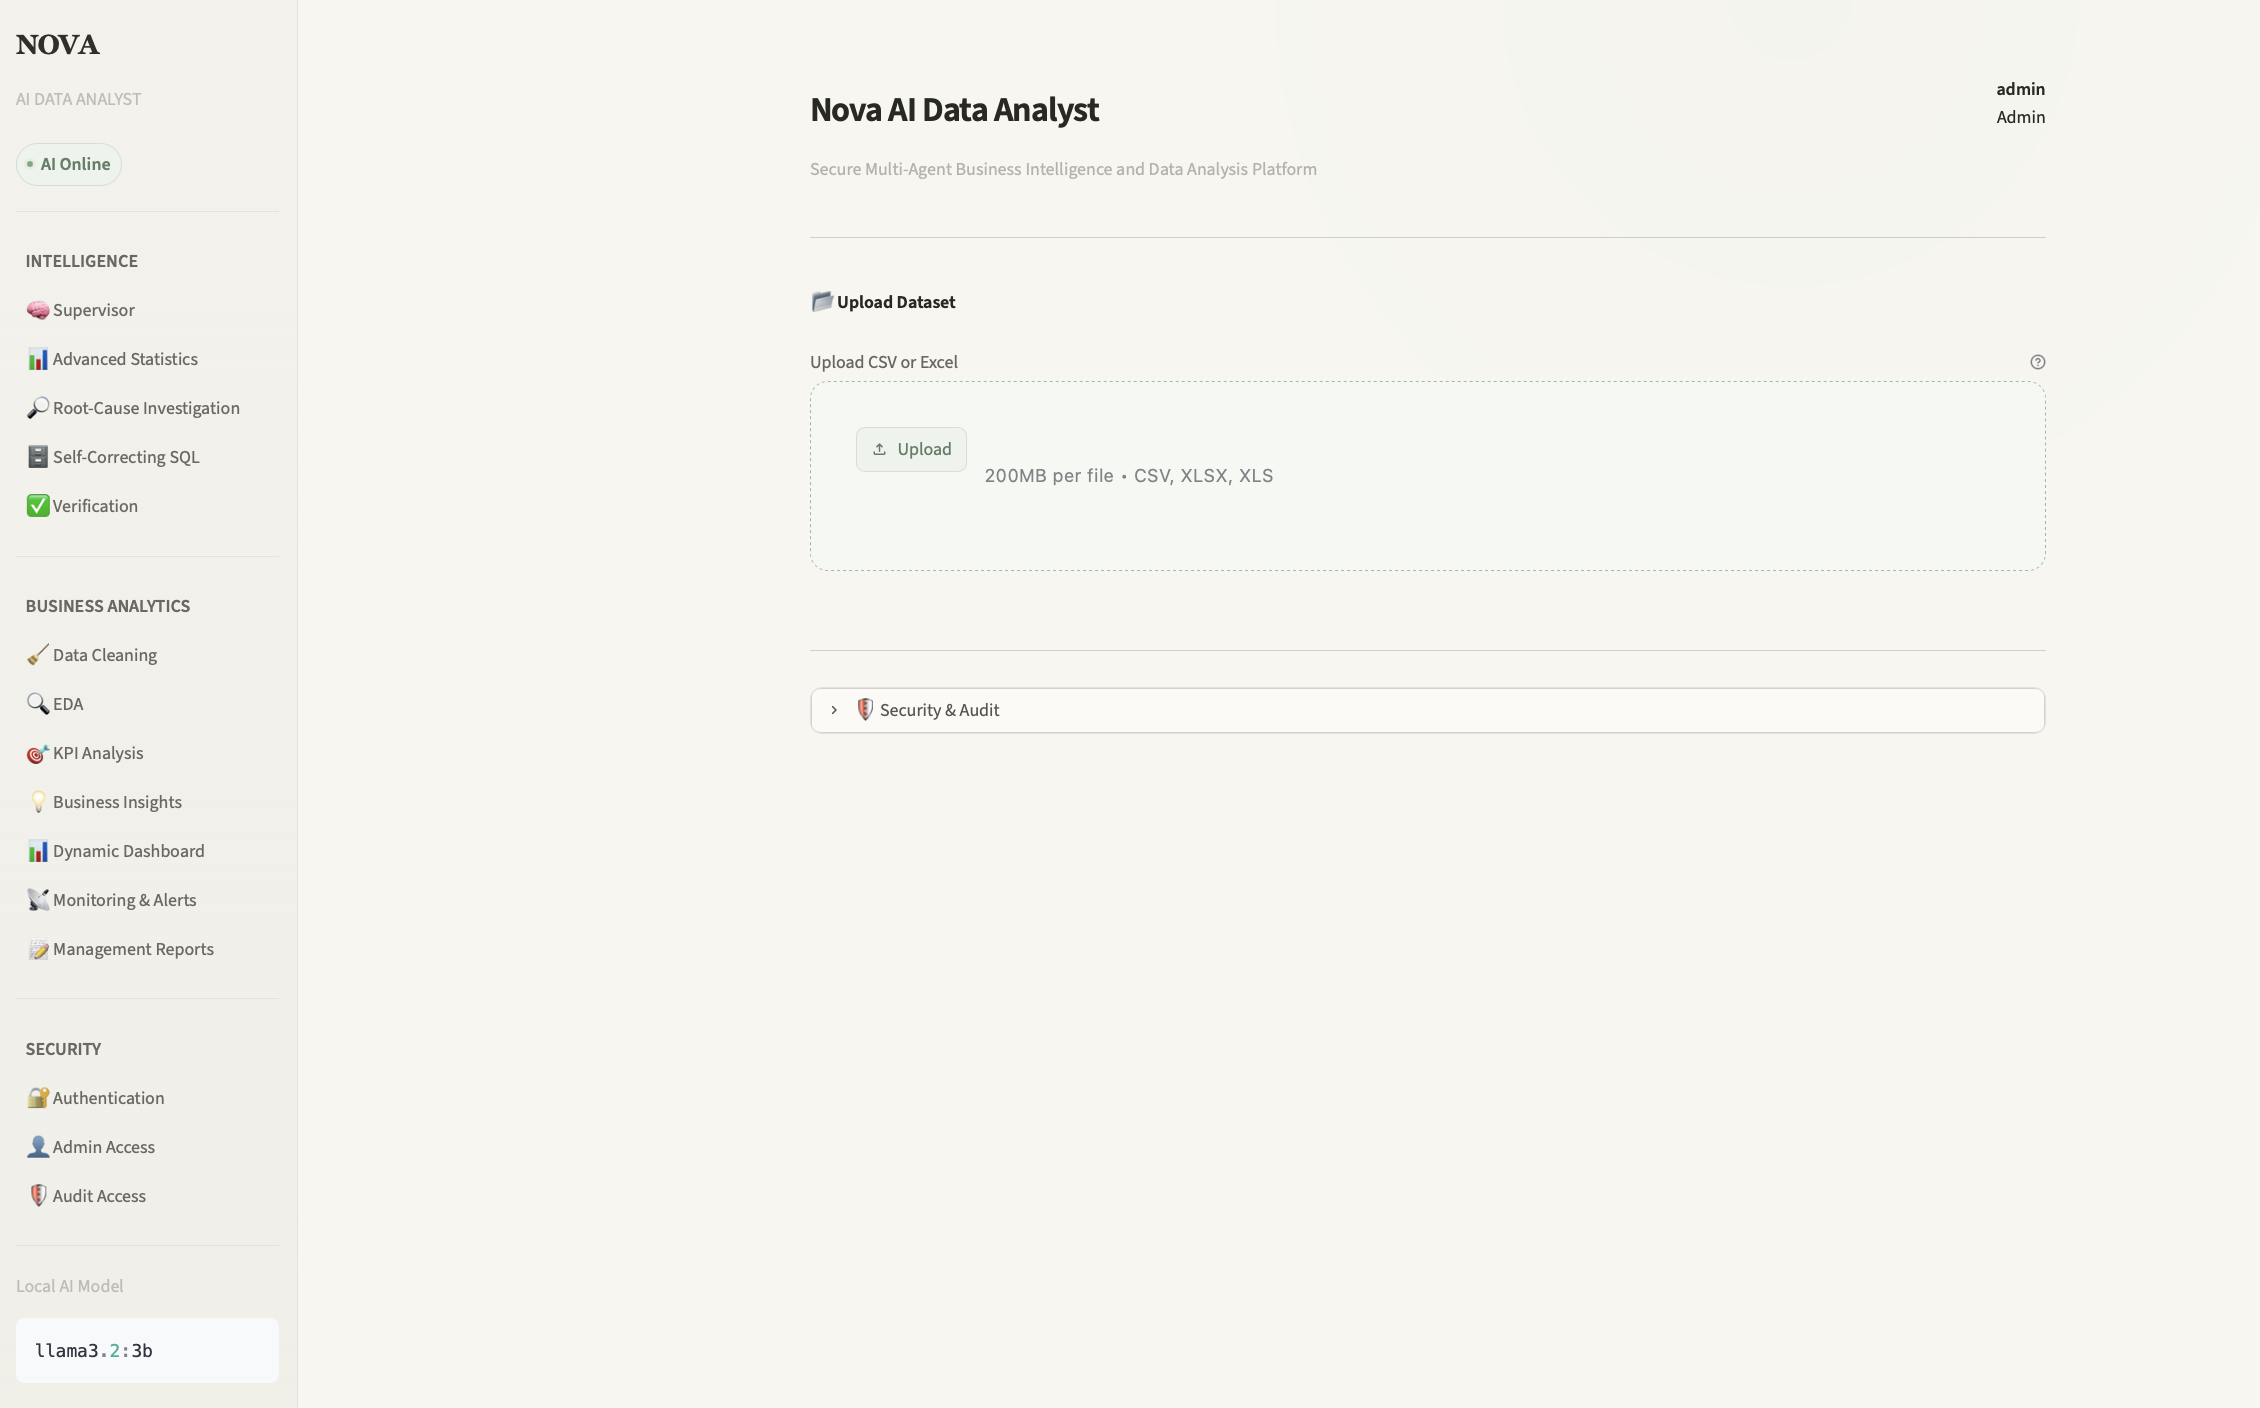 NOVA
AI DATA ANALYST
AI Online
INTELLIGENCE
Supervisor
Advanced Statistics
Root-Cause Investigation
Self-Correcting SQL
Verification
BUSINESS ANALYTICS
Data Cleaning
EDA
KPI Analysis
Business Insights
Dynamic Dashboard
Monitoring & Alerts
Management Reports
SECURITY
Authentication
Admin Access
Audit Access
Local AI Model
llama3.2:3b
Nova AI Data Analyst
admin
Admin
Secure Multi-Agent Business Intelligence and Data Analysis Platform
Upload Dataset
Upload CSV or Excel
Upload
200MB per file • CSV, XLSX, XLS
Security & Audit